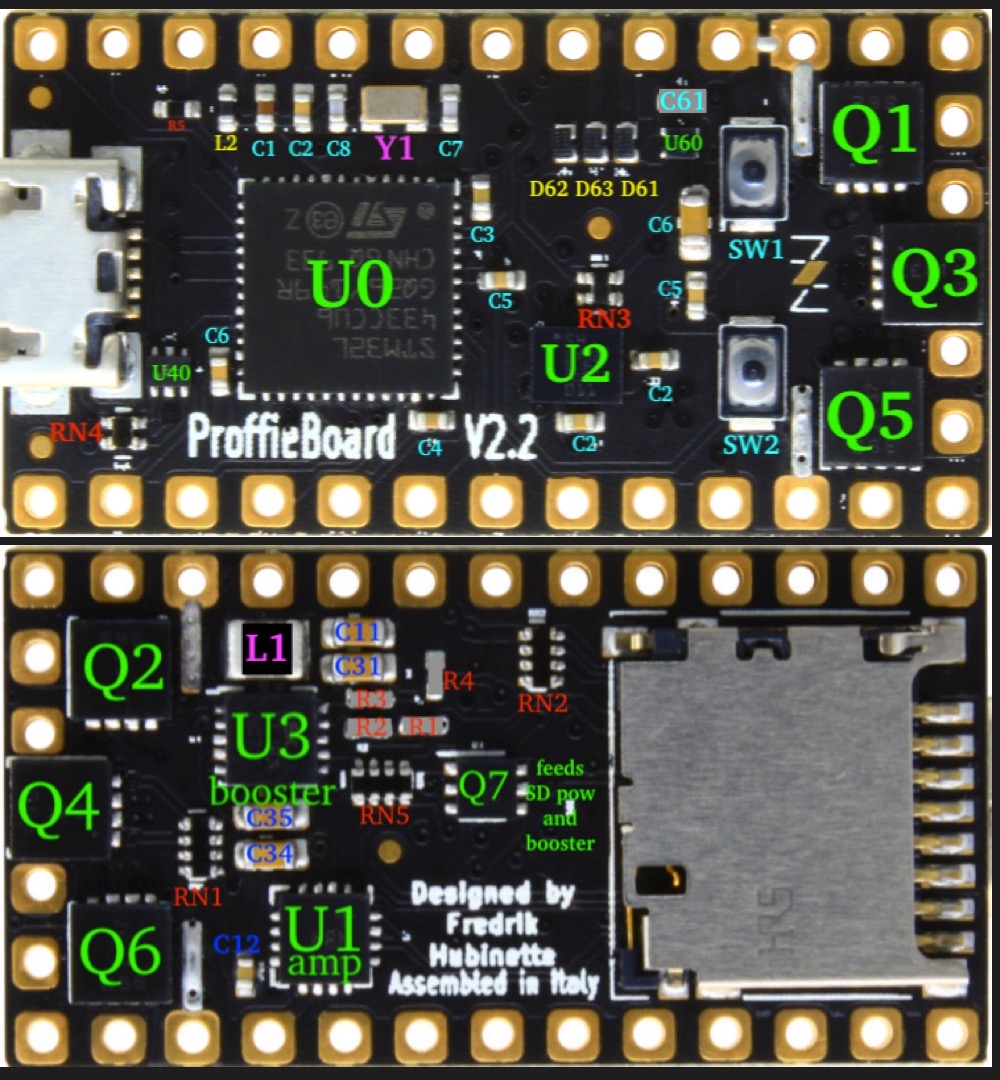 C61
Q1
R5
L2 C1 C2 C8 Y1 C7
U60
D62 D63 D61
C6
C3
SW1
Z
U0
Q3
C5
C5
RN3
STM32L
433CCU6
C6
U40
U2
C2
Q5
RN4
ProffieBoard V2.2
C4
C2
SW2
Q2
L1
C11
C31
R4
R3
R2 R1
RN2
U3
booster
Q4
Q7
feeds
SD pow
and
booster
RN5
C35
C34
RN1
Q6
C12
U1
amp
Designed by
Fredrik
Hubinette
Assembled in Italy